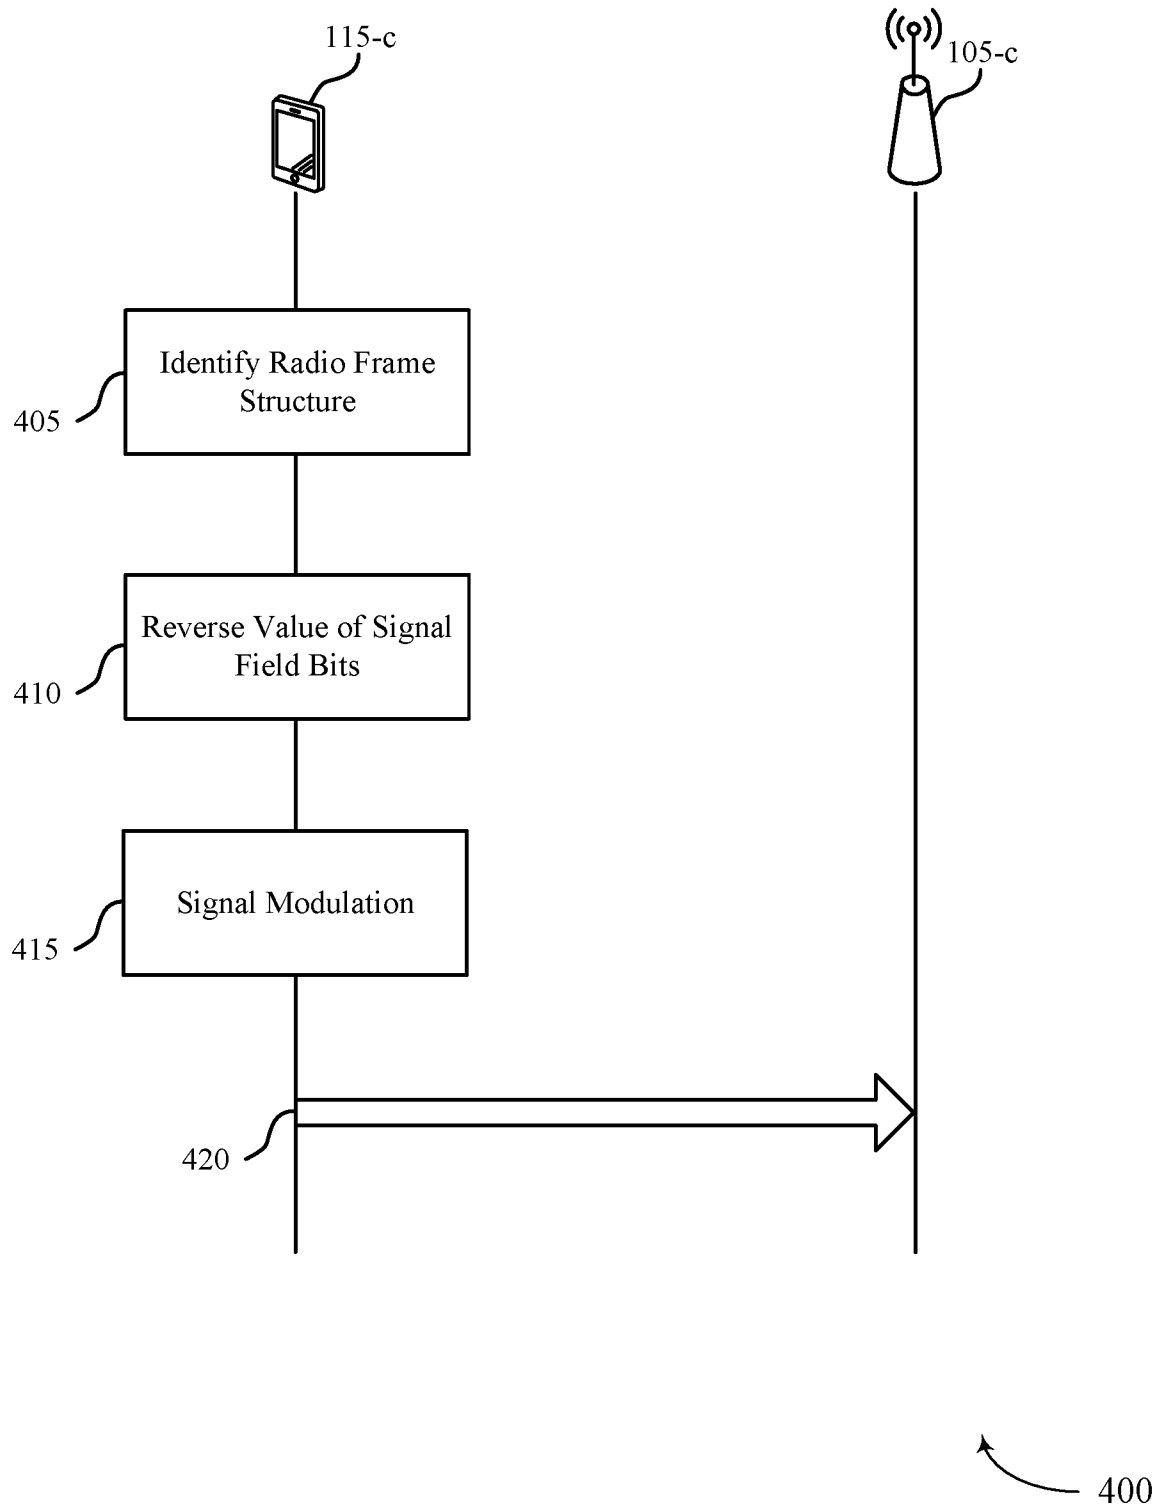 115-c
105-c
Identify Radio Frame
Structure
405
Reverse Value of Signal
Field Bits
410
Signal Modulation
415
420
400